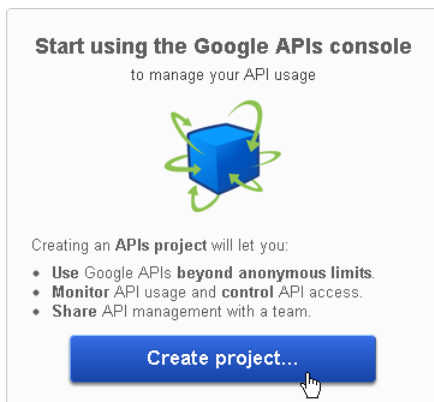 Start using the Google APIs console
to manage your API usage
Creating an APIs project will let you:
• Use Google APIs beyond anonymous limits.
• Monitor API usage and control API access.
• Share API management with a team.
Create project...